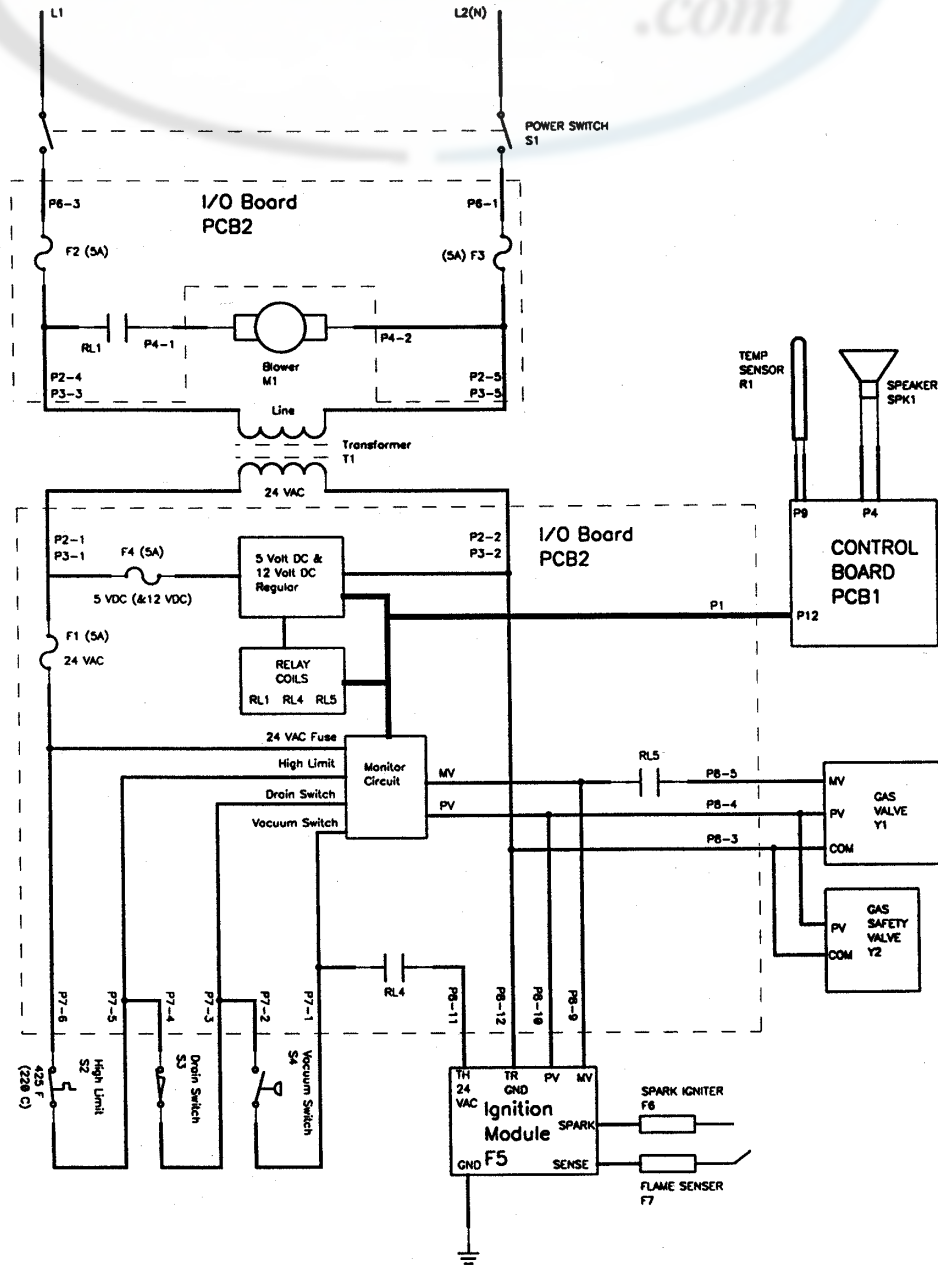 .com
L1
L2(N)
POWER SWITCH
S1
I/O Board
PCB2
P6-3
P6-1
F2 (5A)
(5A) F3
RL1
P4-1
P4-2
Blower
M1
P2-4
P3-3
P2-5
P3-5
Line
Transformer
T1
24 VAC
TEMP
SENSOR
R1
SPEAKER
SPK1
P9
P4
CONTROL
BOARD
PCB1
P12
P1
I/O Board
PCB2
P2-1
P3-1
P2-2
P3-2
F4 (5A)
5 VDC (&12 VDC)
5 Volt DC &
12 Volt DC
Regular
F1 (5A)
24 VAC
RELAY
COILS
RL1 RL4 RL5
24 VAC Fuse
High Limit
Drain Switch
Vacuum Switch
Monitor
Circuit
MV
PV
RL5
P8-5
P8-4
P8-3
MV
PV
COM
GAS
VALVE
Y1
PV
COM
GAS
SAFETY
VALVE
Y2
RL4
P7-6
P7-5
P7-4
P7-3
P7-2
P7-1
P8-11
P8-12
P8-10
P8-9
High Limit
S2
425 F
(220 C)
Drain Switch
S3
Vacuum Switch
S4
TH
24
VAC
TR
GND
PV
MV
Ignition
Module
F5
SPARK
SENSE
GND
SPARK IGNITER
F6
FLAME SENSER
F7